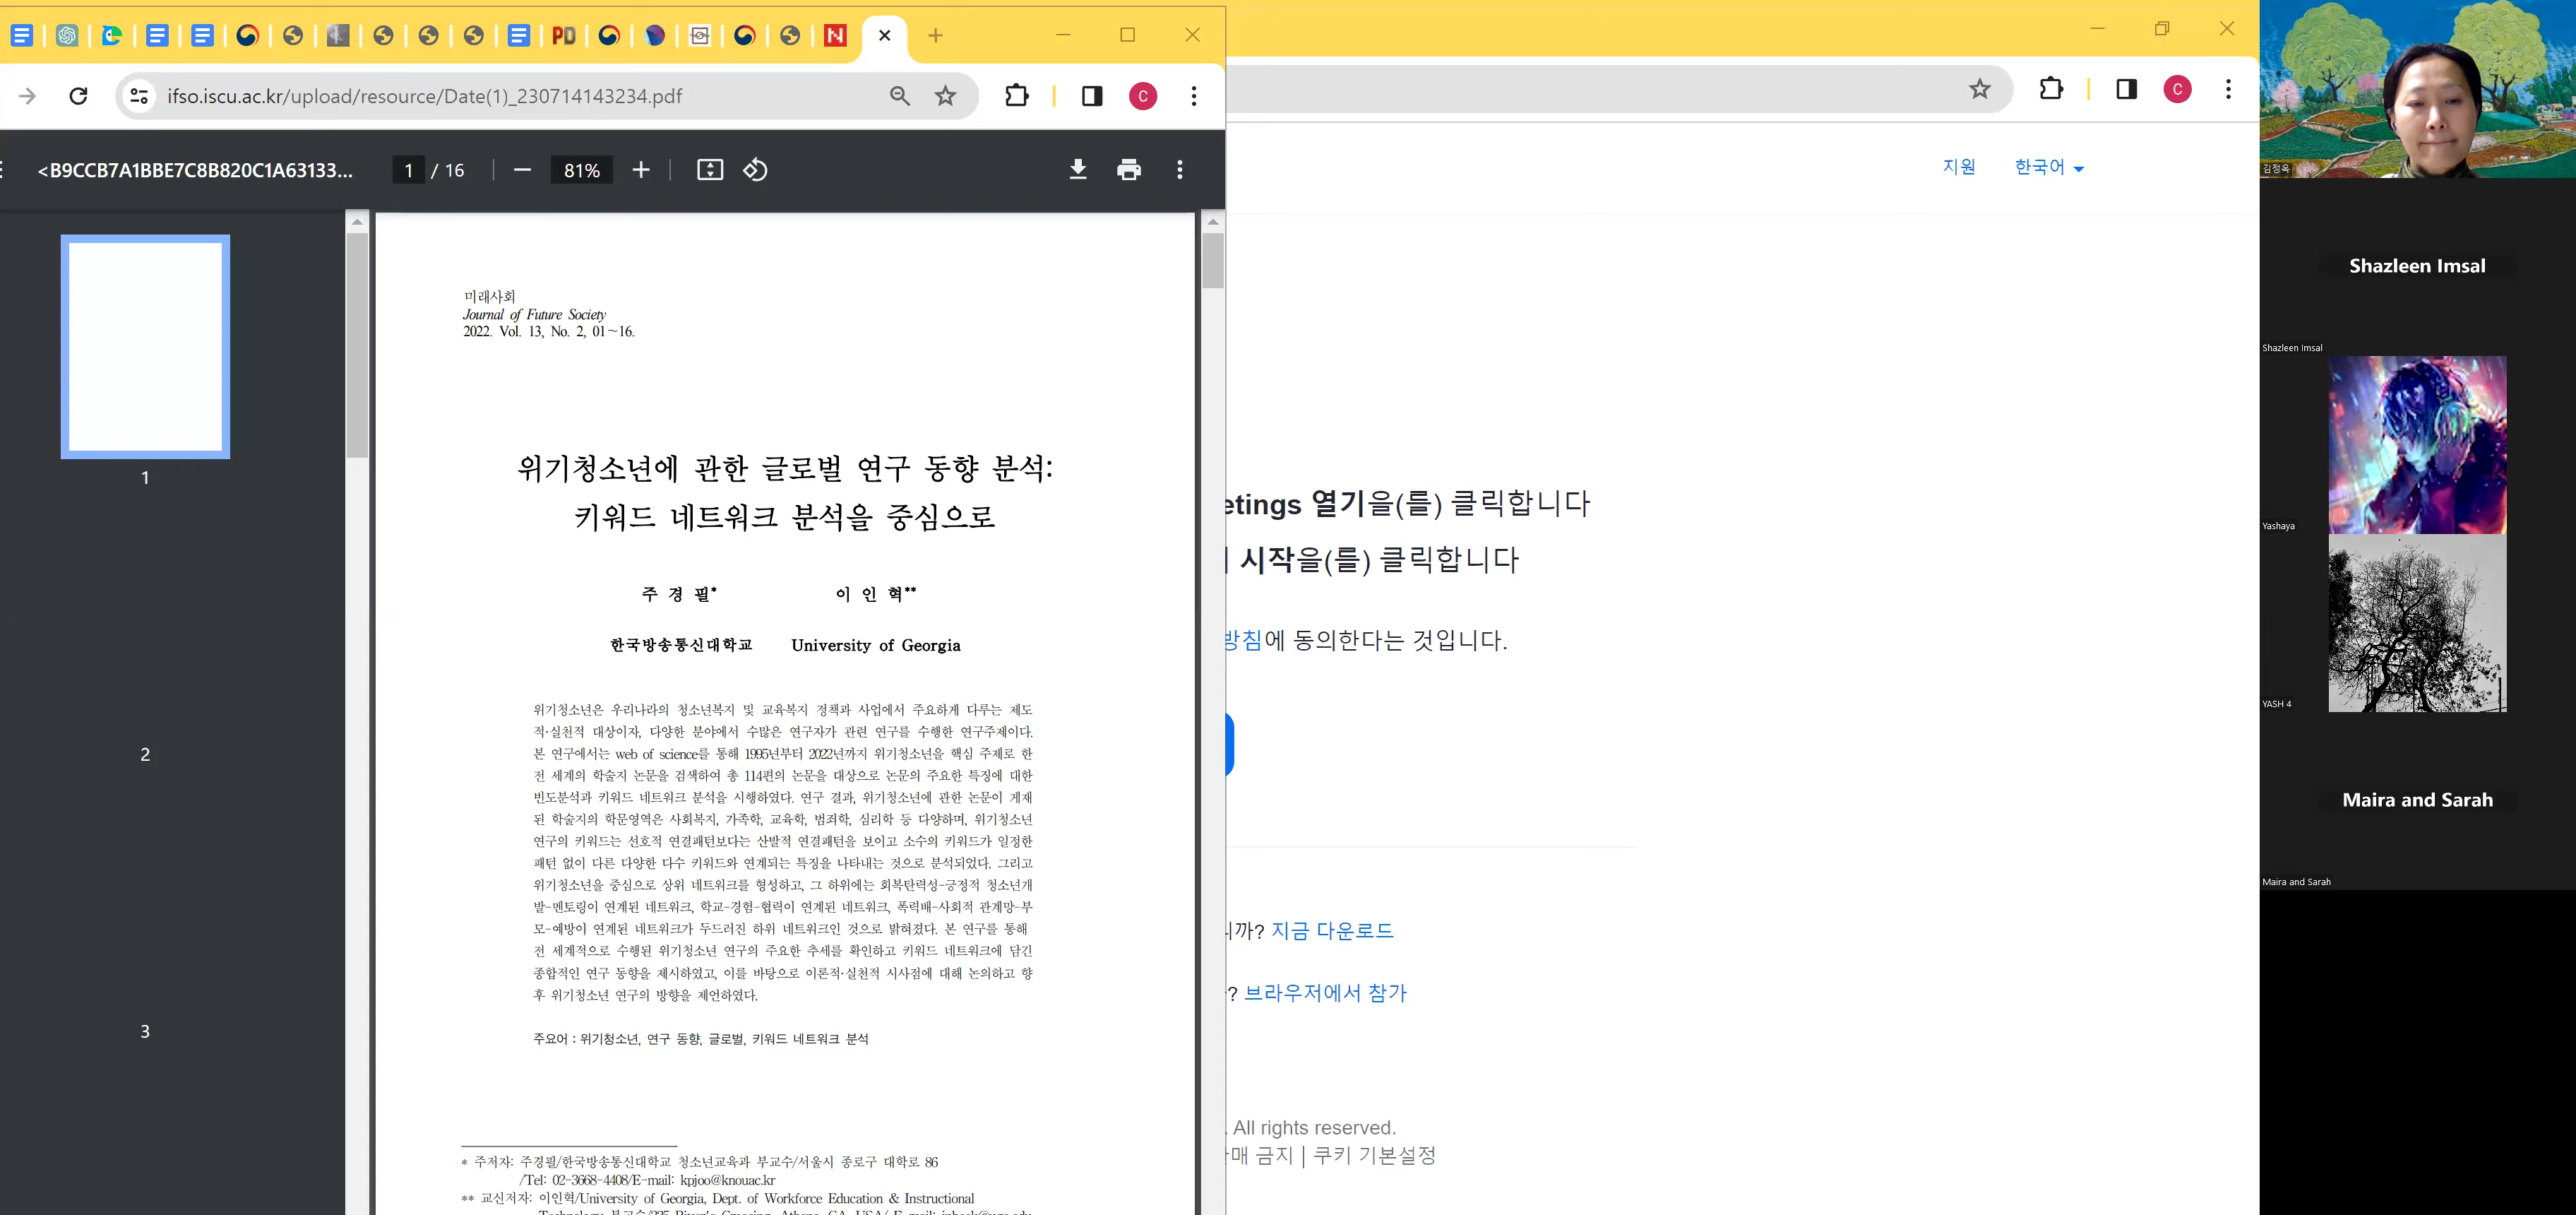 ifso.iscu.ac.kr/upload/resource/Date(1)_230714143234.pdf
C
C
<B9CCB7A1BBE7C8B820C1A63133...
1 / 16
81%
1
2
3
미래사회
Journal of Future Society
2022. Vol. 13, No. 2, 01~16.
위기청소년에 관한 글로벌 연구 동향 분석:
키워드 네트워크 분석을 중심으로
주 경 필* 이 인 혁**
한국방송통신대학교 University of Georgia
위기청소년은 우리나라의 청소년복지 및 교육복지 정책과 사업에서 주요하게 다루는 제도
적·실천적 대상이자, 다양한 분야에서 수많은 연구자가 관련 연구를 수행한 연구주제이다.
본 연구에서는 web of science를 통해 1995년부터 2022년까지 위기청소년을 핵심 주제로 한
전 세계의 학술지 논문을 검색하여 총 114편의 논문을 대상으로 논문의 주요한 특징에 대한
빈도분석과 키워드 네트워크 분석을 시행하였다. 연구 결과, 위기청소년에 관한 논문이 게재
된 학술지의 학문영역은 사회복지, 가족학, 교육학, 범죄학, 심리학 등 다양하며, 위기청소년
연구의 키워드는 선호적 연결패턴보다는 산발적 연결패턴을 보이고 소수의 키워드가 일정한
패턴 없이 다른 다양한 다수 키워드와 연계되는 특징을 나타내는 것으로 분석되었다. 그리고
위기청소년을 중심으로 상위 네트워크를 형성하고, 그 하위에는 회복탄력성-긍정적 청소년개
발-멘토링이 연계된 네트워크, 학교-경험-협력이 연계된 네트워크, 폭력배-사회적 관계망-부
모-예방이 연계된 네트워크가 두드러진 하위 네트워크인 것으로 밝혀졌다. 본 연구를 통해
전 세계적으로 수행된 위기청소년 연구의 주요한 추세를 확인하고 키워드 네트워크에 담긴
종합적인 연구 동향을 제시하였고, 이를 바탕으로 이론적·실천적 시사점에 대해 논의하고 향
후 위기청소년 연구의 방향을 제언하였다.
주요어 : 위기청소년, 연구 동향, 글로벌, 키워드 네트워크 분석
* 주저자: 주경필/한국방송통신대학교 청소년교육과 부교수/서울시 종로구 대학로 86
/Tel: 02-3668-4408/E-mail: kpjoo@knouac.kr
** 교신저자: 이인혁/University of Georgia, Dept. of Workforce Education & Instructional
지원 한국어
etings 열기을(를) 클릭합니다
시작을(를) 클릭합니다
방침에 동의한다는 것입니다.
니까? 지금 다운로드
? 브라우저에서 참가
. All rights reserved.
매 금지 | 쿠키 기본설정
김정옥
Shazleen Imsal
Shazleen Imsal
Yashaya
YASH 4
Maira and Sarah
Maira and Sarah